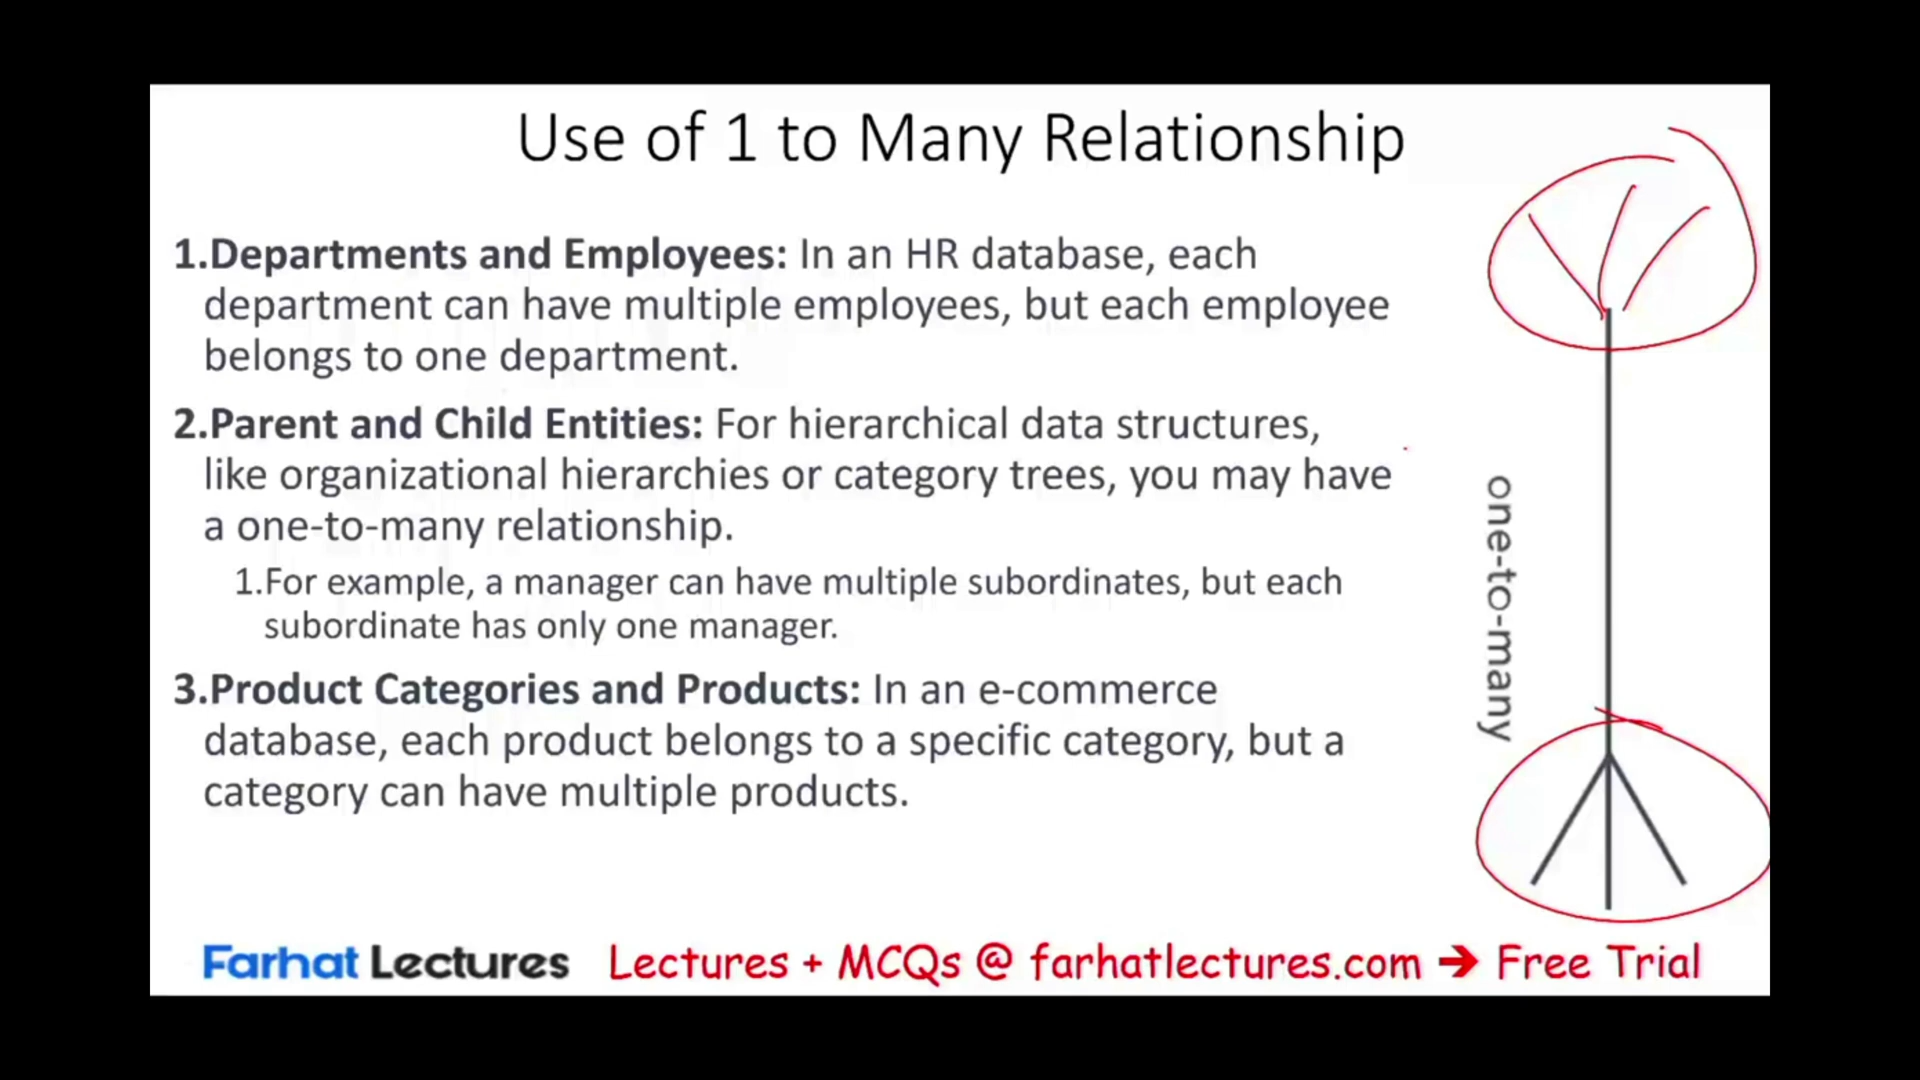 Use of 1 to Many Relationship
1.Departments and Employees: In an HR database, each
department can have multiple employees, but each employee
belongs to one department.
2.Parent and Child Entities: For hierarchical data structures,
like organizational hierarchies or category trees, you may have
a one-to-many relationship.
1.For example, a manager can have multiple subordinates, but each
subordinate has only one manager.
3.Product Categories and Products: In an e-commerce
database, each product belongs to a specific category, but a
category can have multiple products.
one-to-many
Farhat Lectures Lectures + MCQs @ farhatlectures.com ➔ Free Trial